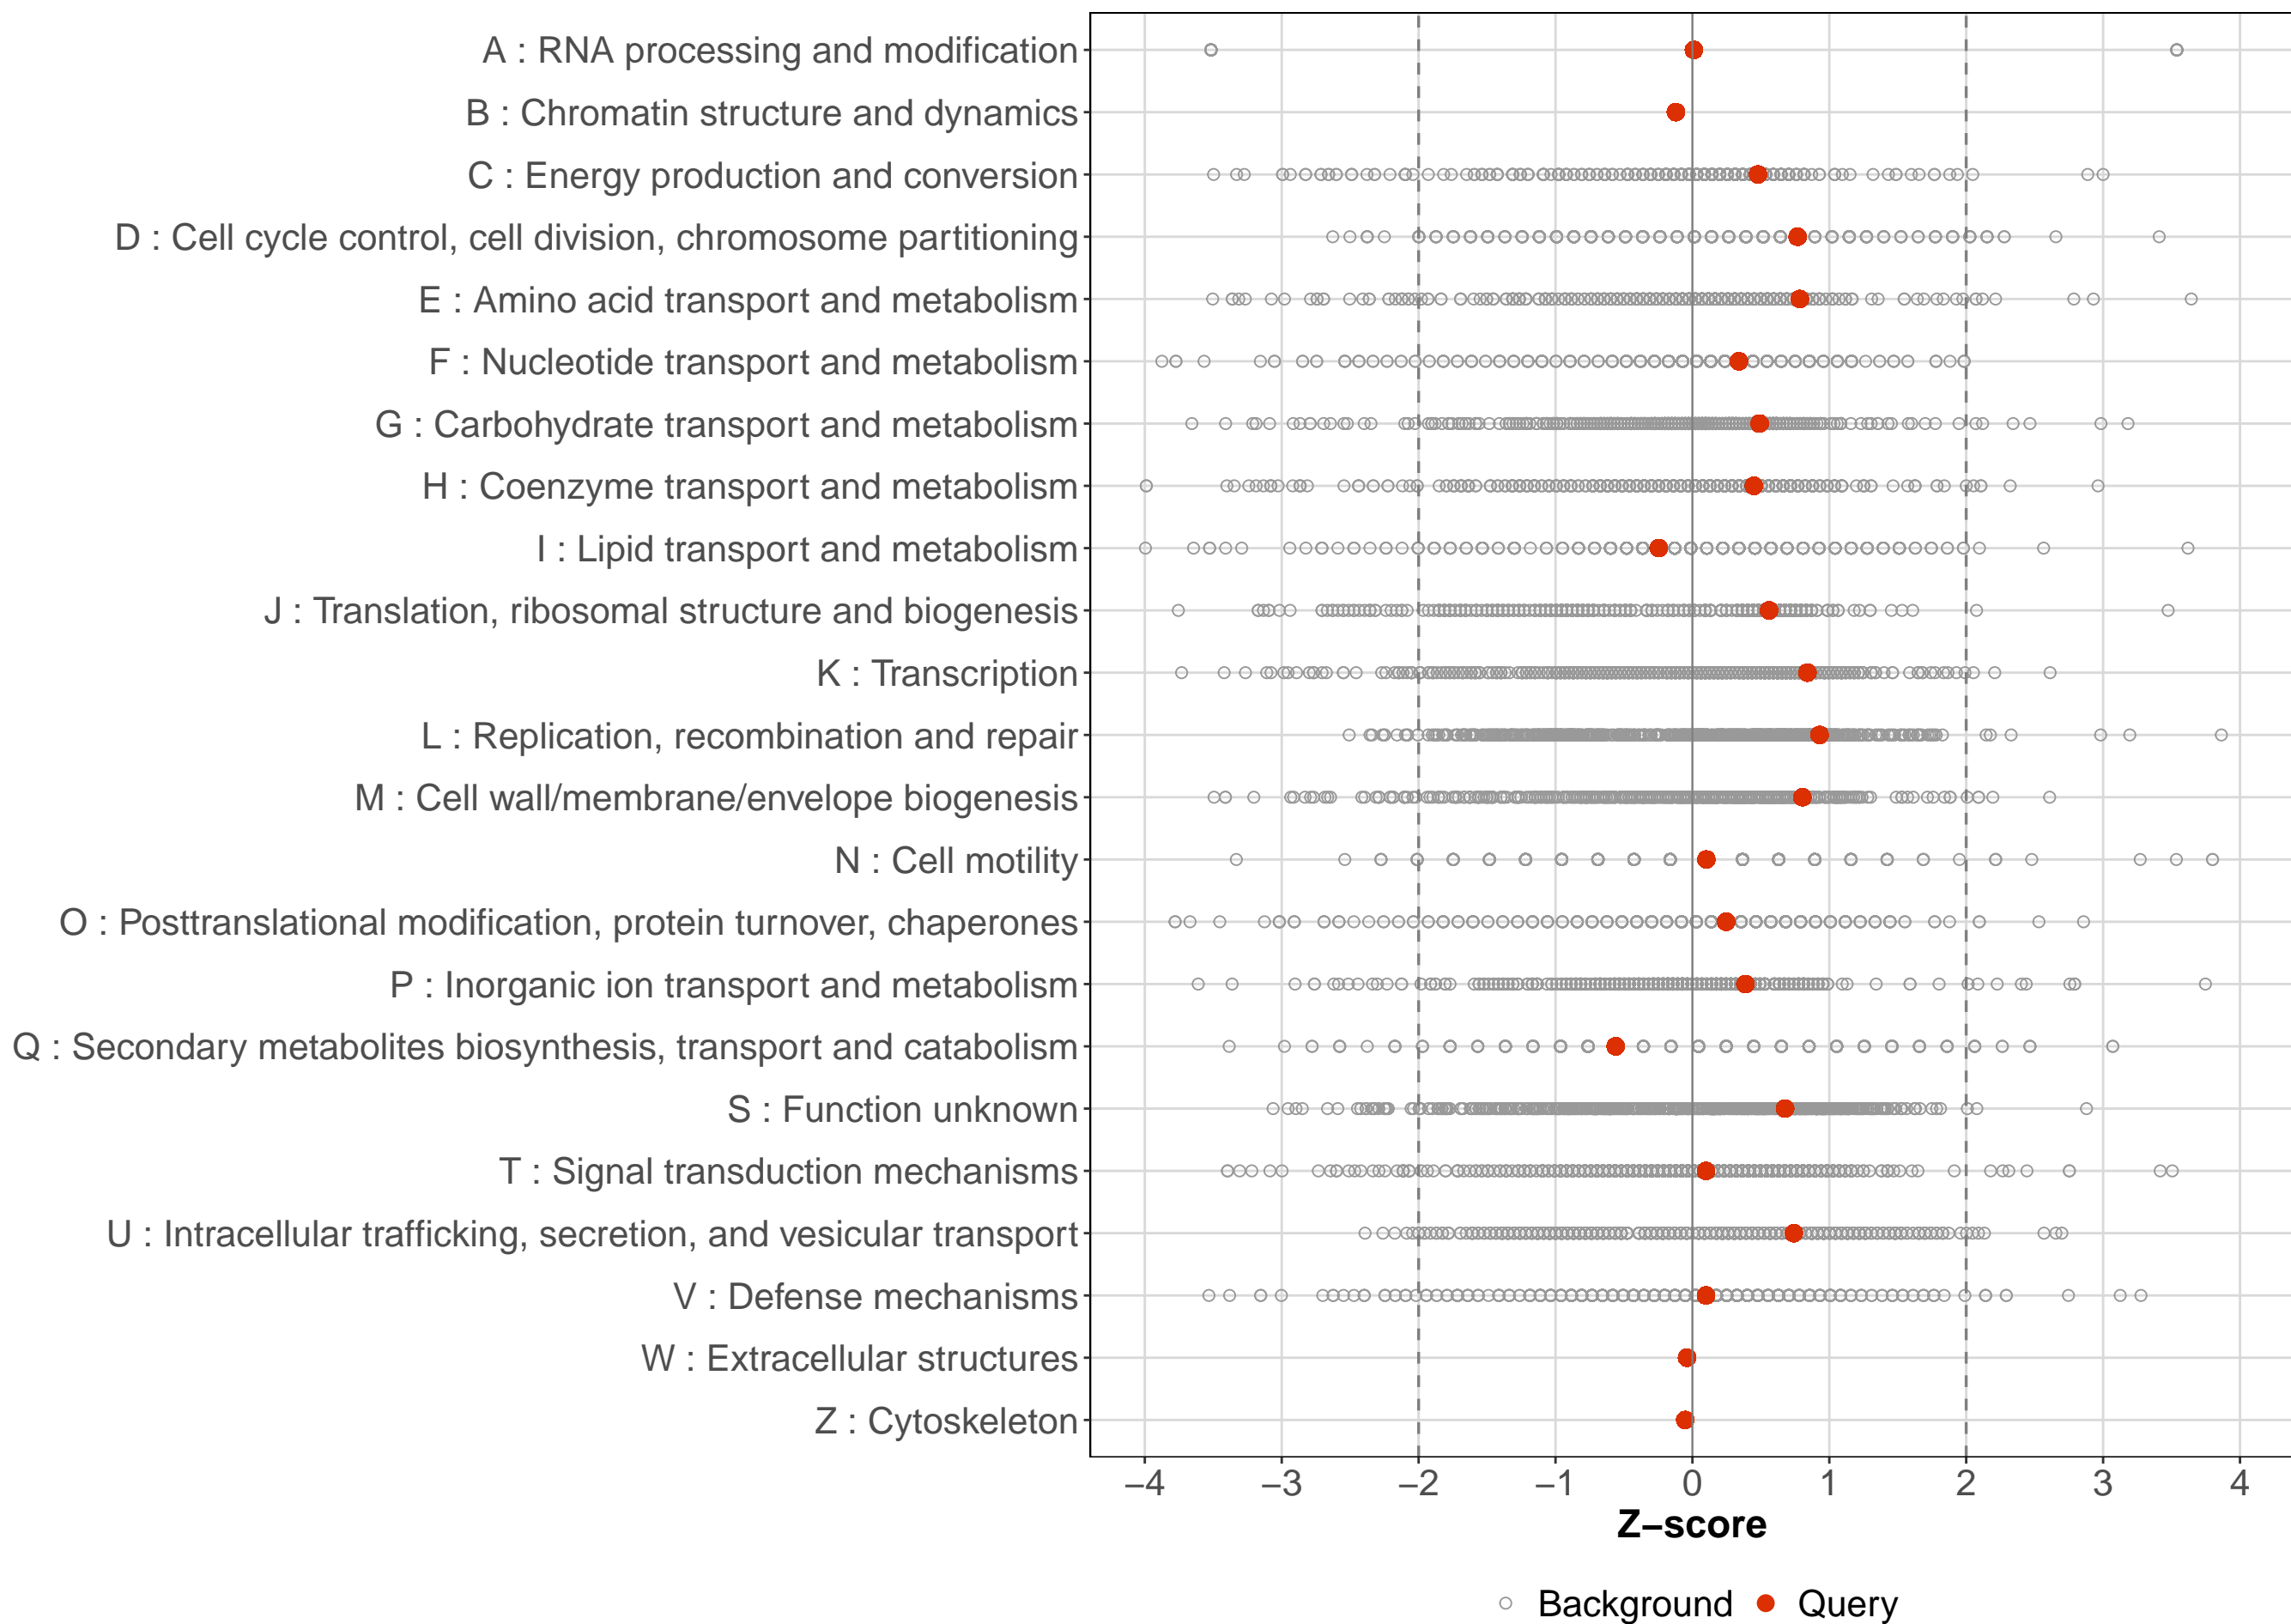 A : RNA processing and modification
B : Chromatin structure and dynamics
C : Energy production and conversion
D : Cell cycle control, cell division, chromosome partitioning
E : Amino acid transport and metabolism
F : Nucleotide transport and metabolism
G : Carbohydrate transport and metabolism
H : Coenzyme transport and metabolism
I : Lipid transport and metabolism
J : Translation, ribosomal structure and biogenesis
K : Transcription
L : Replication, recombination and repair
M : Cell wall/membrane/envelope biogenesis
N : Cell motility
O : Posttranslational modification, protein turnover, chaperones
P : Inorganic ion transport and metabolism
Q : Secondary metabolites biosynthesis, transport and catabolism
S : Function unknown
T : Signal transduction mechanisms
U : Intracellular trafficking, secretion, and vesicular transport
V : Defense mechanisms
W : Extracellular structures
Z : Cytoskeleton
−4 −3 −2 −1 0 1 2 3 4
Z−score
Background Query